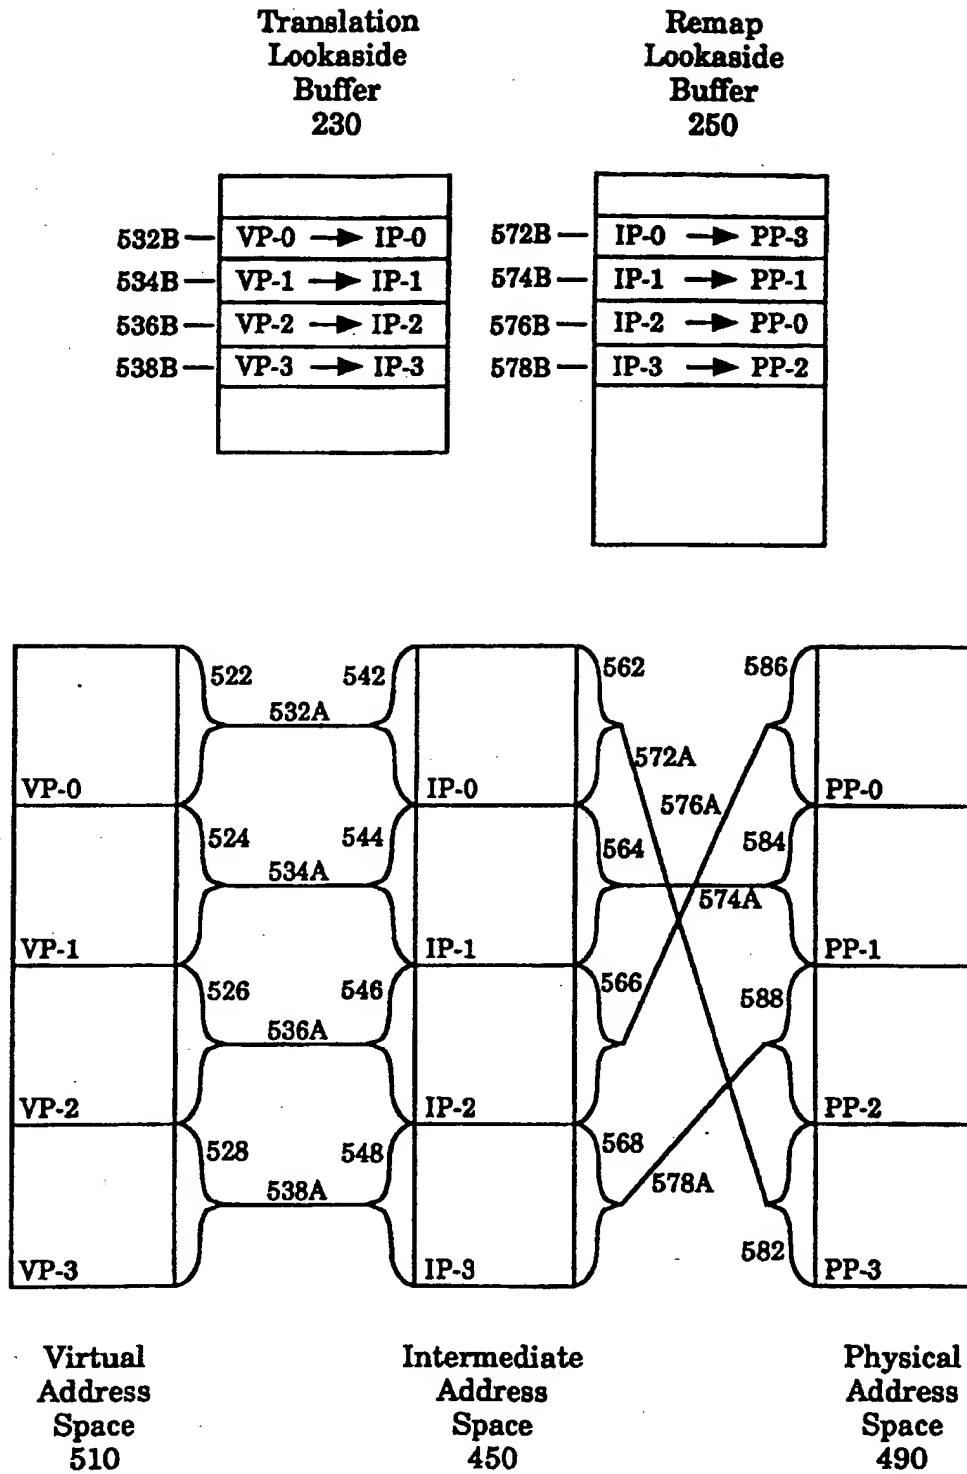 Translation
Lookaside
Buffer
230
Remap
Lookaside
Buffer
250
532B
VP-0 → IP-0
534B
VP-1 → IP-1
536B
VP-2 → IP-2
538B
VP-3 → IP-3
572B
IP-0 → PP-3
574B
IP-1 → PP-1
576B
IP-2 → PP-0
578B
IP-3 → PP-2
522
542
562
586
532A
572A
VP-0
IP-0
576A
PP-0
524
544
564
584
534A
574A
VP-1
IP-1
PP-1
526
546
566
588
536A
VP-2
IP-2
PP-2
528
548
568
538A
578A
582
VP-3
IP-3
PP-3
Virtual
Address
Space
510
Intermediate
Address
Space
450
Physical
Address
Space
490